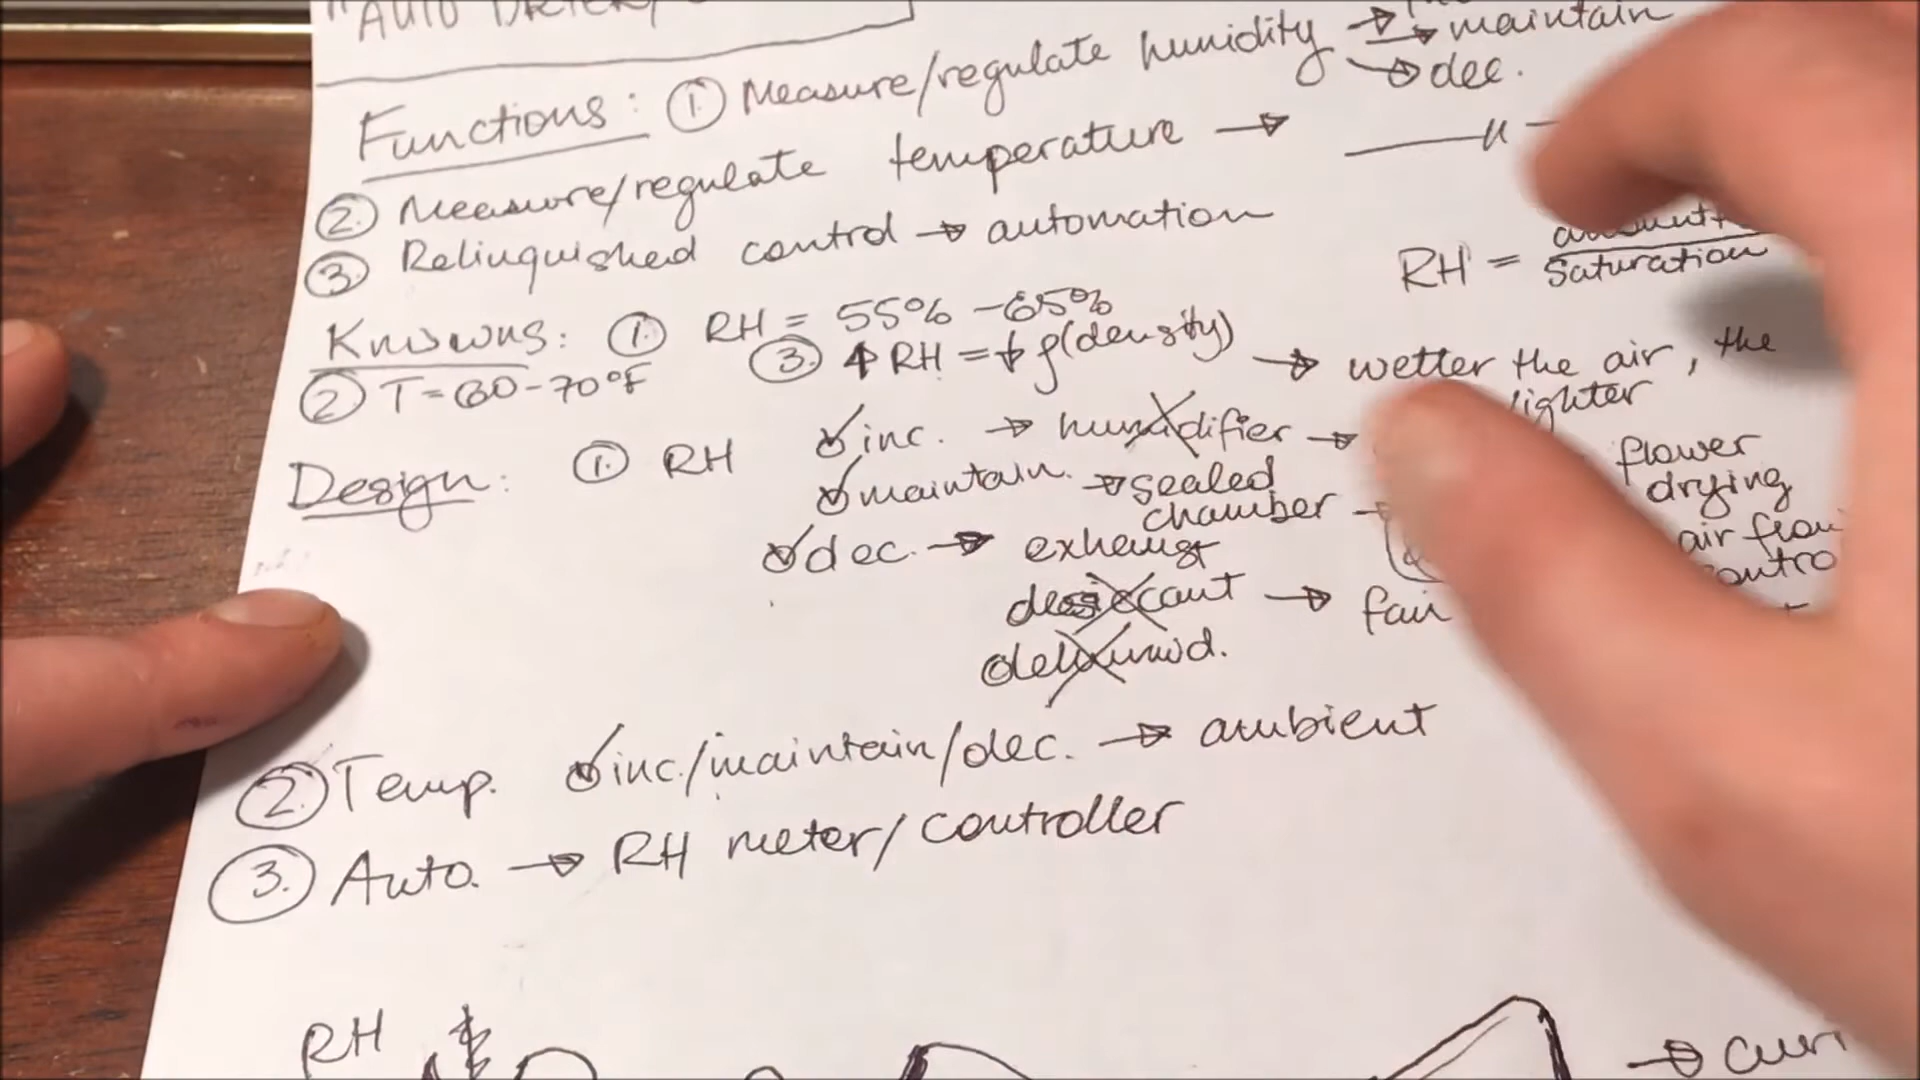 "AUTO
Functions: 1. Measure/regulate humidity → → maintain → dec.
2. Measure/regulate temperature → —"—
3. Relinquished control → automation
RH = Saturation
Knowns: 1. RH = 55% - 65%
2. T = 60-70°F 3. ↑ RH = ↓ ρ(density) → wetter the air, the
lighter
Design: 1. RH ✓ inc. → humidifier → flower
✓ maintain. → sealed drying
chamber → air flow
✓ dec. → exhaust
desiccant → fan
dehumid.
2. Temp. ✓ inc./maintain/dec. → ambient
3. Auto. → RH meter/controller
RH